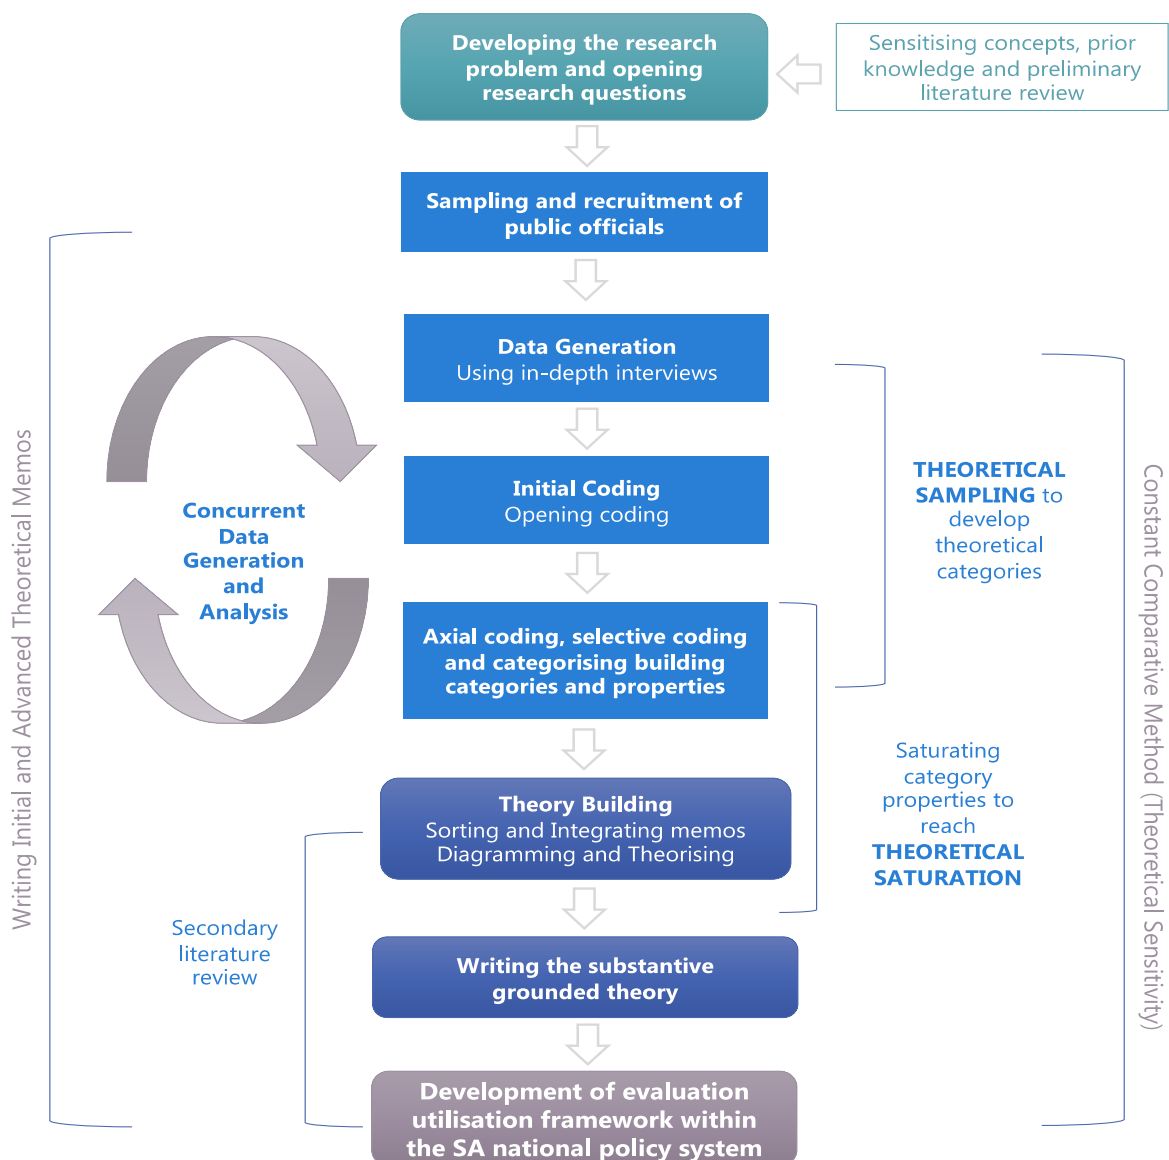 Developing the research
problem and opening
research questions
Sensitising concepts, prior
knowledge and preliminary
literature review
Sampling and recruitment of
public officials
Data Generation
Using in-depth interviews
Initial Coding
Opening coding
Axial coding, selective coding
and categorising building
categories and properties
Theory Building
Sorting and Integrating memos
Diagramming and Theorising
Writing the substantive
grounded theory
Development of evaluation
utilisation framework within
the SA national policy system
Writing Initial and Advanced Theoretical Memos
Concurrent
Data
Generation
and
Analysis
Secondary
literature
review
THEORETICAL
SAMPLING to
develop
theoretical
categories
Saturating
category
properties to
reach
THEORETICAL
SATURATION
Constant Comparative Method (Theoretical Sensitivity)